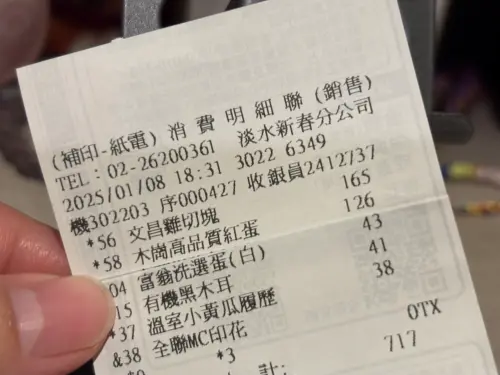 (補印-紙電) 消 費 明 細 聯 (銷售)
TEL：02-26200361 淡水新春分公司
2025/01/08 18:31 3022 6349
機302203 序000427 收銀員2412737
*56 文昌雞切塊 165
*58 木崗高品質紅蛋 126
04 富翁洗選蛋(白) 43
15 有機黑木耳 41
*37 溫室小黃瓜履歷 38
&38 全聯MC印花 0TX
*3 717
計: